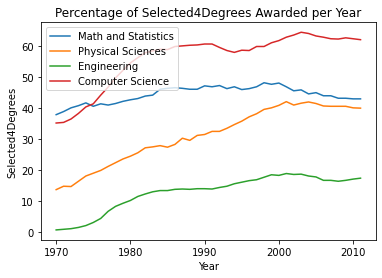 Percentage of Selected4Degrees Awarded per Year
Math and Statistics
Physical Sciences
Engineering
Computer Science
60
50
40
30
20
10
0
Selected4Degrees
1970 1980 1990 2000 2010
Year